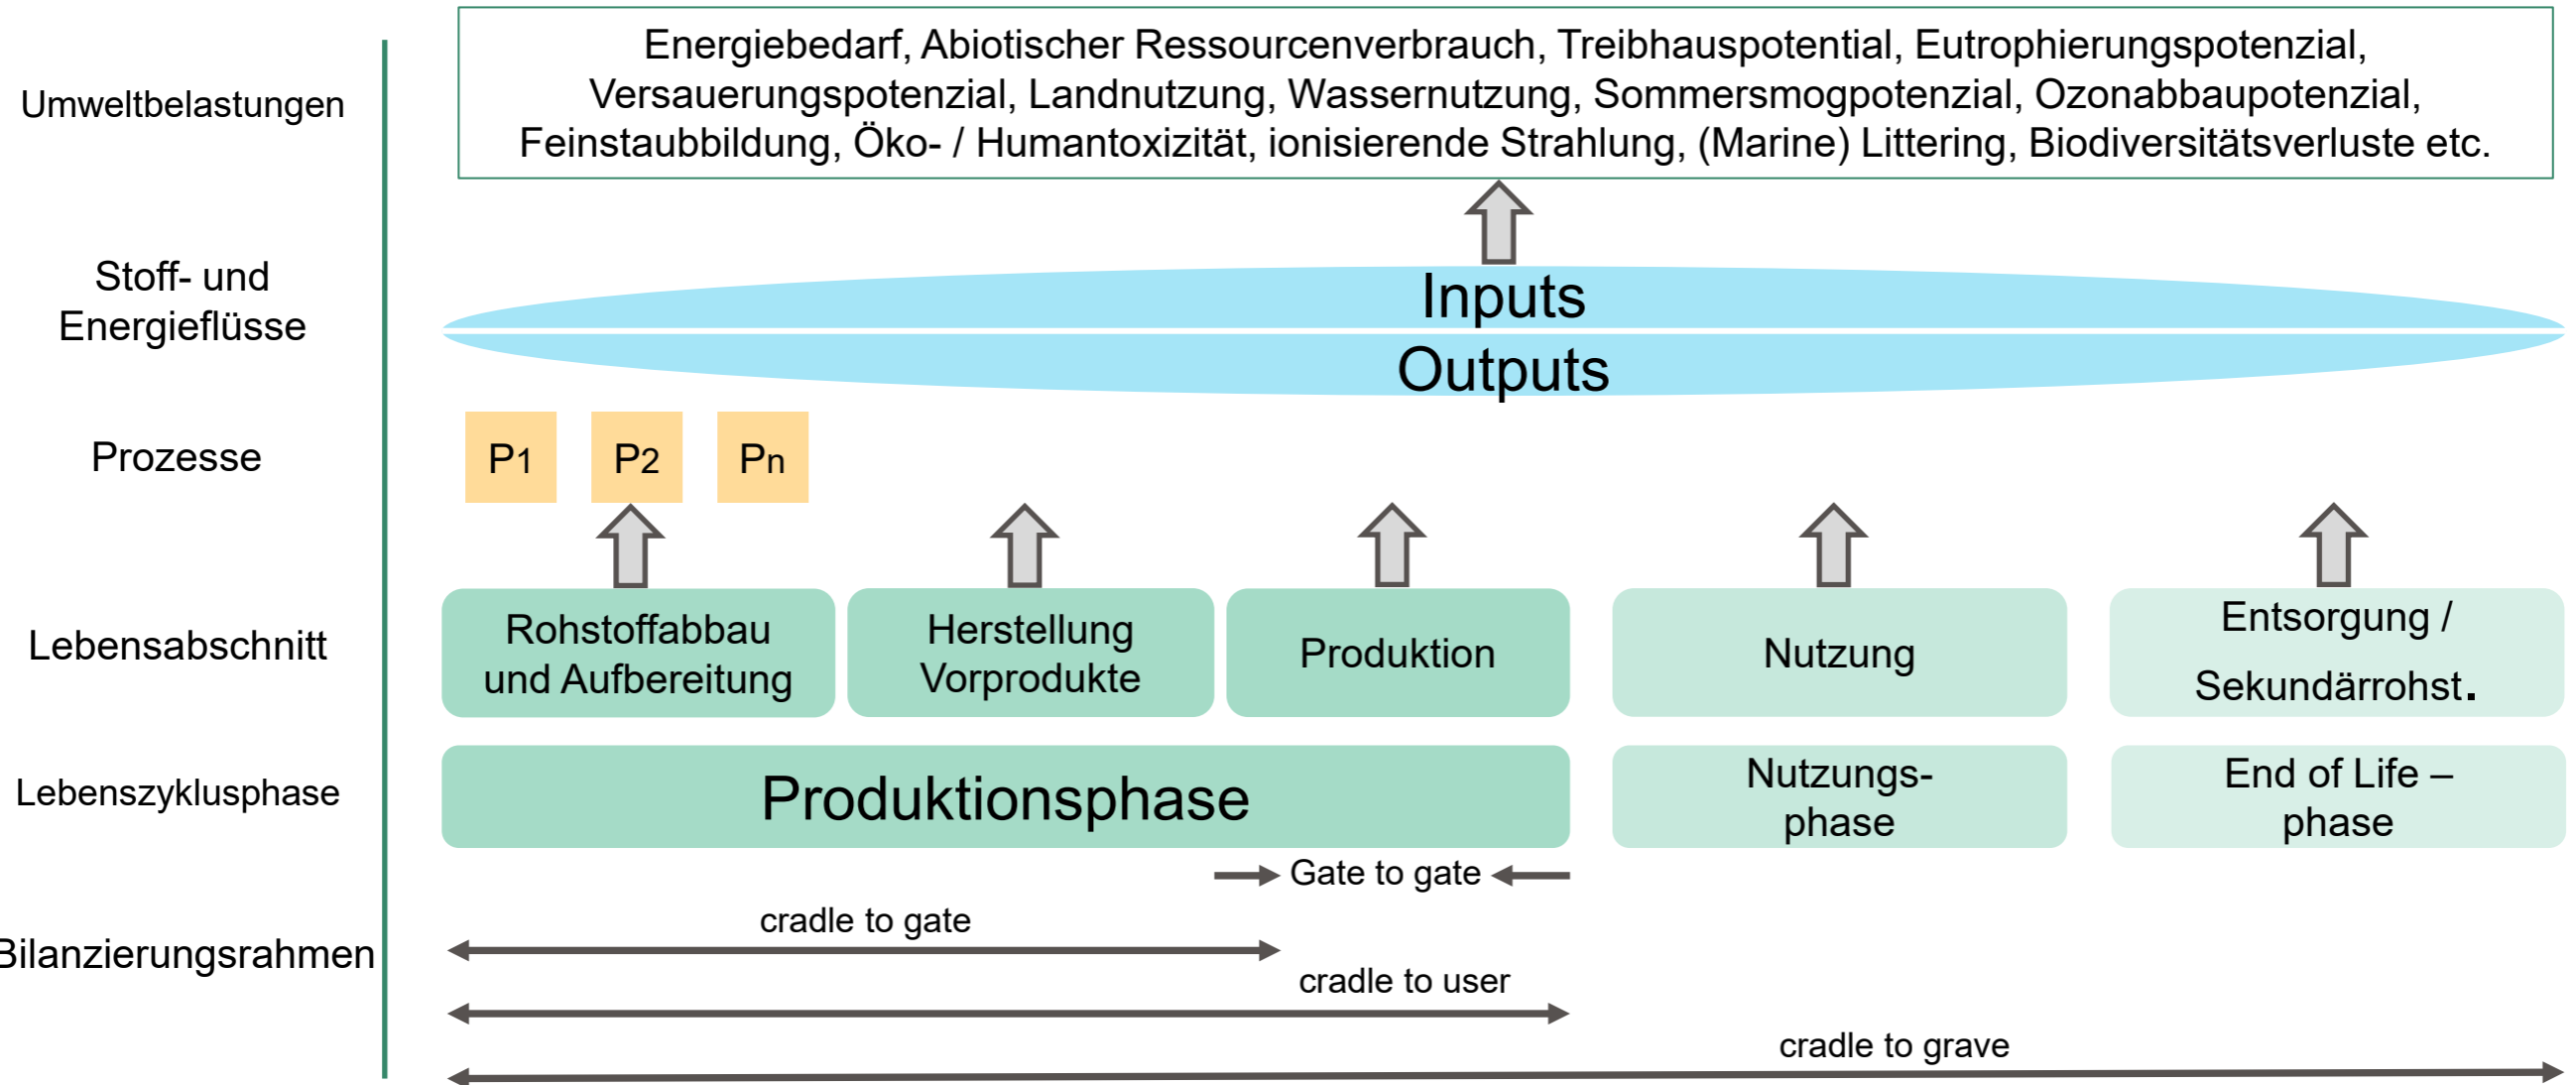 Umweltbelastungen
Energiebedarf, Abiotischer Ressourcenverbrauch, Treibhauspotential, Eutrophierungspotenzial,
Versauerungspotenzial, Landnutzung, Wassernutzung, Sommersmogpotenzial, Ozonabbaupotenzial,
Feinstaubbildung, Öko- / Humantoxizität, ionisierende Strahlung, (Marine) Littering, Biodiversitätsverluste etc.
Stoff- und
Energieflüsse
Inputs
Outputs
Prozesse
P1
P2
Pn
Lebensabschnitt
Rohstoffabbau
und Aufbereitung
Herstellung
Vorprodukte
Produktion
Nutzung
Entsorgung /
Sekundärrohst.
Lebenszyklusphase
Produktionsphase
Nutzungs-
phase
End of Life –
phase
Bilanzierungsrahmen
Gate to gate
cradle to gate
cradle to user
cradle to grave